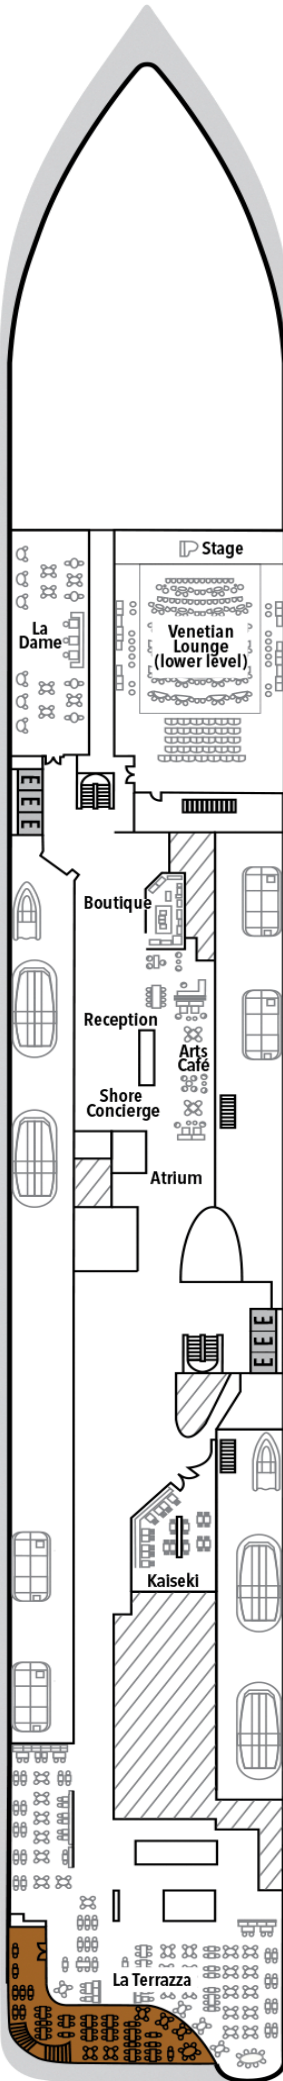 Stage
La
Dame
Venetian
Lounge
(lower level)
E
E
E
Boutique
Reception
Arts
Café
Shore
Concierge
Atrium
E
E
E
Kaiseki
La Terrazza